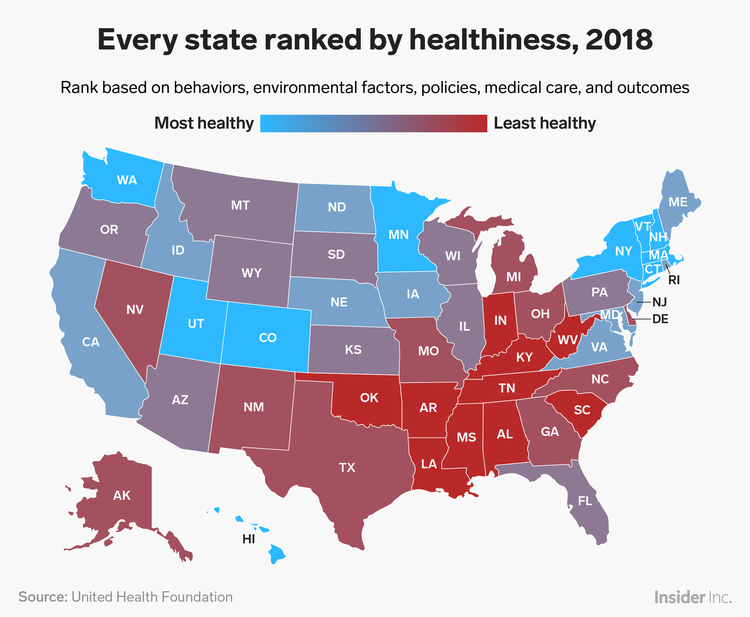 Every state ranked by healthiness, 2018
Rank based on behaviors, environmental factors, policies, medical care, and outcomes
Most healthy Least healthy
WA
MT
ND
MN
ME
VT
NH
OR
ID
SD
WI
NY
MA
WY
MI
CT
RI
NE
IA
PA
NJ
NV
UT
CO
IL
IN
OH
MD
DE
CA
KS
MO
KY
WV
VA
AZ
NM
OK
AR
TN
NC
SC
TX
LA
MS
AL
GA
AK
FL
HI
Source: United Health Foundation
Insider Inc.